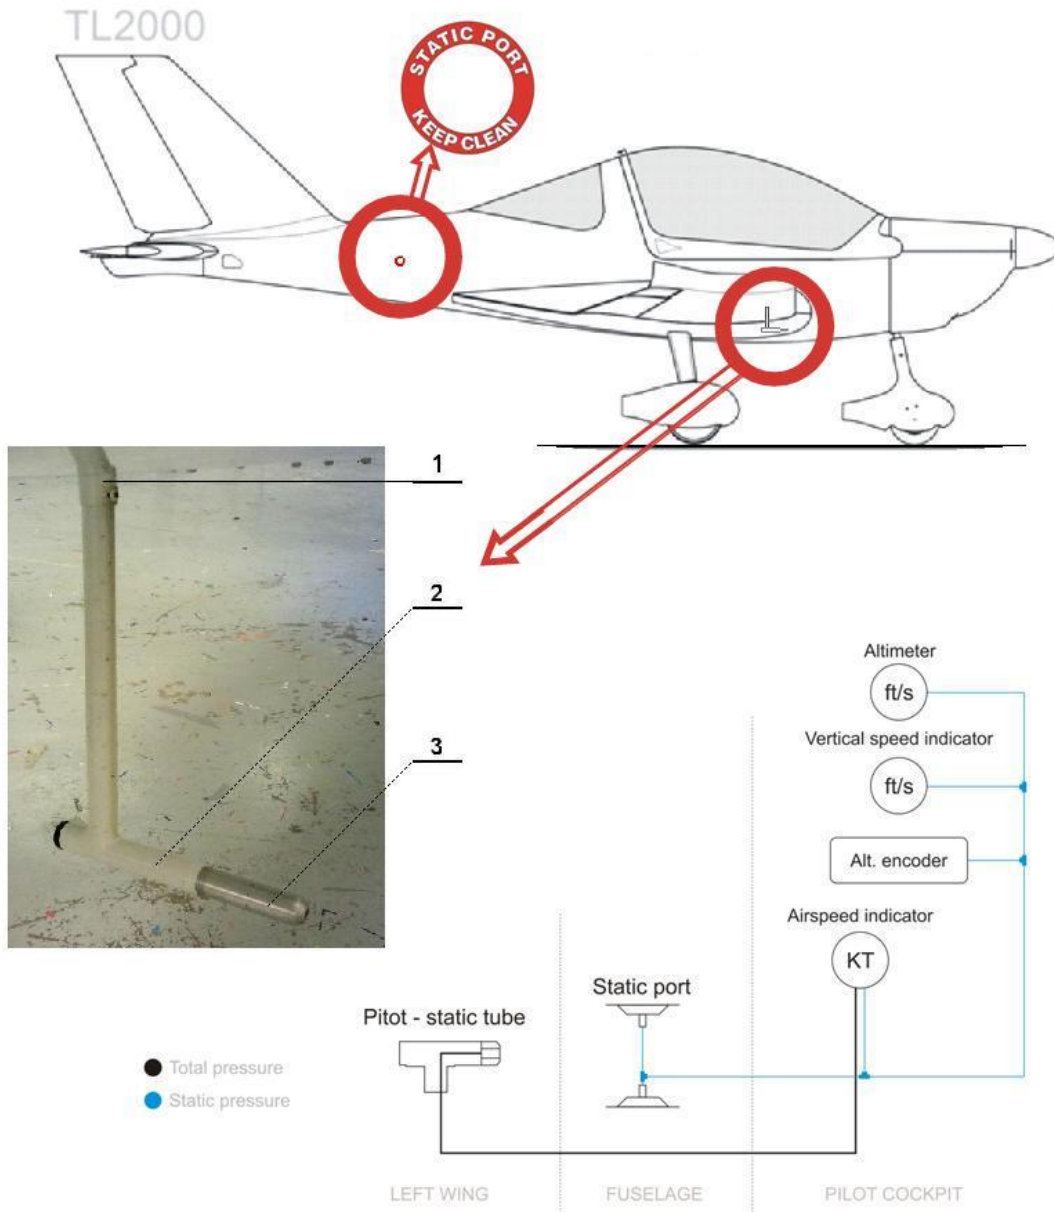 TL2000
STATIC PORT
KEEP CLEAN
1
2
3
Altimeter
ft/s
Vertical speed indicator
ft/s
Alt. encoder
Airspeed indicator
KT
Static port
Pitot - static tube
Total pressure
Static pressure
LEFT WING
FUSELAGE
PILOT COCKPIT